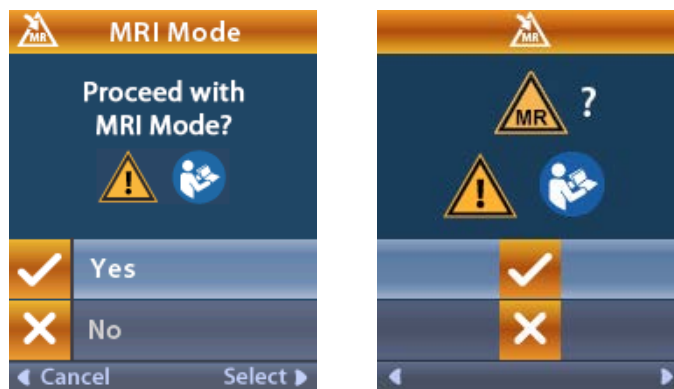 MR MRI Mode
Proceed with
MRI Mode?
!
Yes
No
Cancel Select
MR
MR ?
!